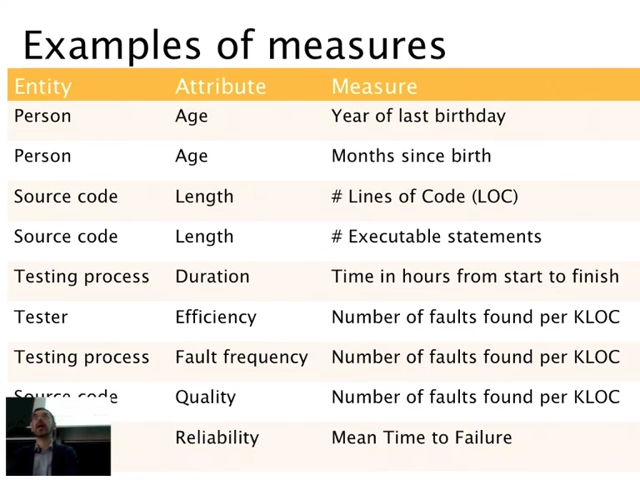 Examples of measures
Entity Attribute Measure
Person Age Year of last birthday
Person Age Months since birth
Source code Length # Lines of Code (LOC)
Source code Length # Executable statements
Testing process Duration Time in hours from start to finish
Tester Efficiency Number of faults found per KLOC
Testing process Fault frequency Number of faults found per KLOC
Source code Quality Number of faults found per KLOC
Reliability Mean Time to Failure